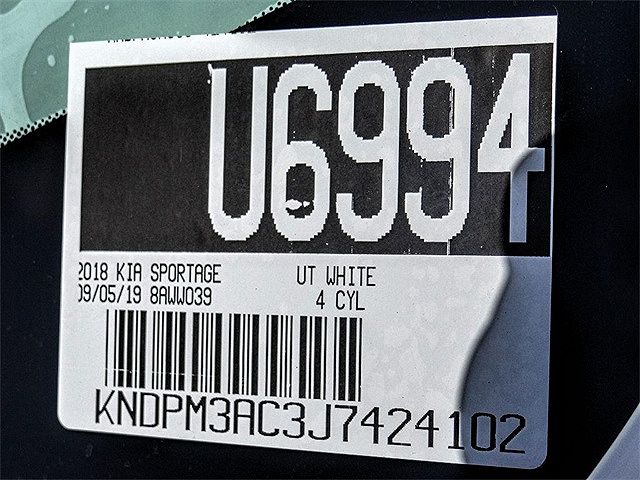 U6994
2018 KIA SPORTAGE UT WHITE
09/05/19 8AWW039 4 CYL
KNDPM3AC3J7424102